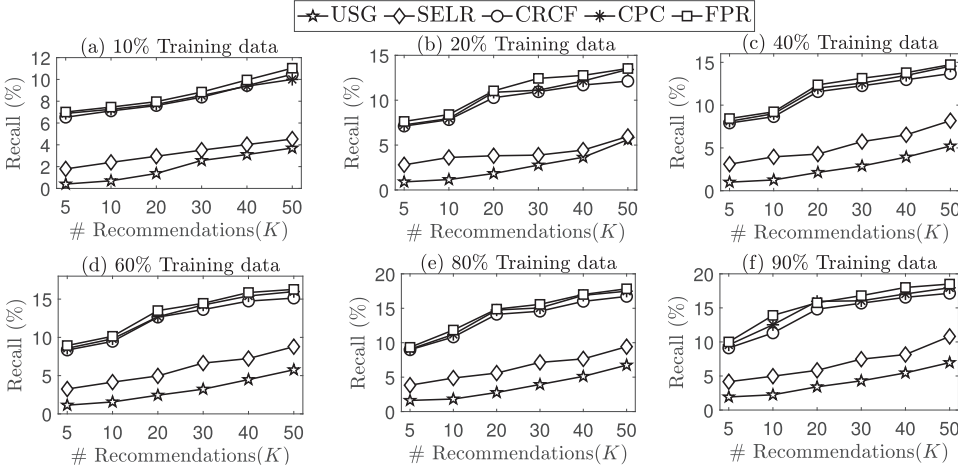 USG SELR CRCF CPC FPR
(a) 10% Training data
(b) 20% Training data
(c) 40% Training data
Recall (%)
12
10
8
6
4
2
0
5 10 20 30 40 50
# Recommendations(K)
Recall (%)
15
10
5
0
5 10 20 30 40 50
# Recommendations(K)
Recall (%)
15
10
5
0
5 10 20 30 40 50
# Recommendations(K)
(d) 60% Training data
(e) 80% Training data
(f) 90% Training data
Recall (%)
15
10
5
0
5 10 20 30 40 50
# Recommendations(K)
Recall (%)
20
15
10
5
0
5 10 20 30 40 50
# Recommendations(K)
Recall (%)
20
15
10
5
0
5 10 20 30 40 50
# Recommendations(K)